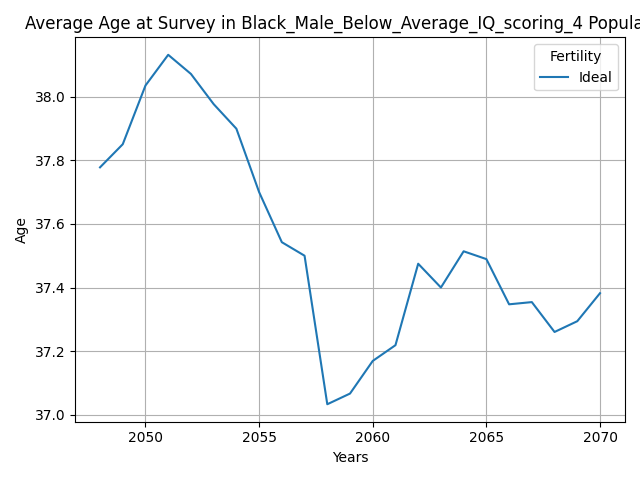 Average Age at Survey in Black_Male_Below_Average_IQ_scoring_4 Popula
Fertility
Ideal
38.0
37.8
37.6
37.4
37.2
37.0
Age
2050 2055 2060 2065 2070
Years